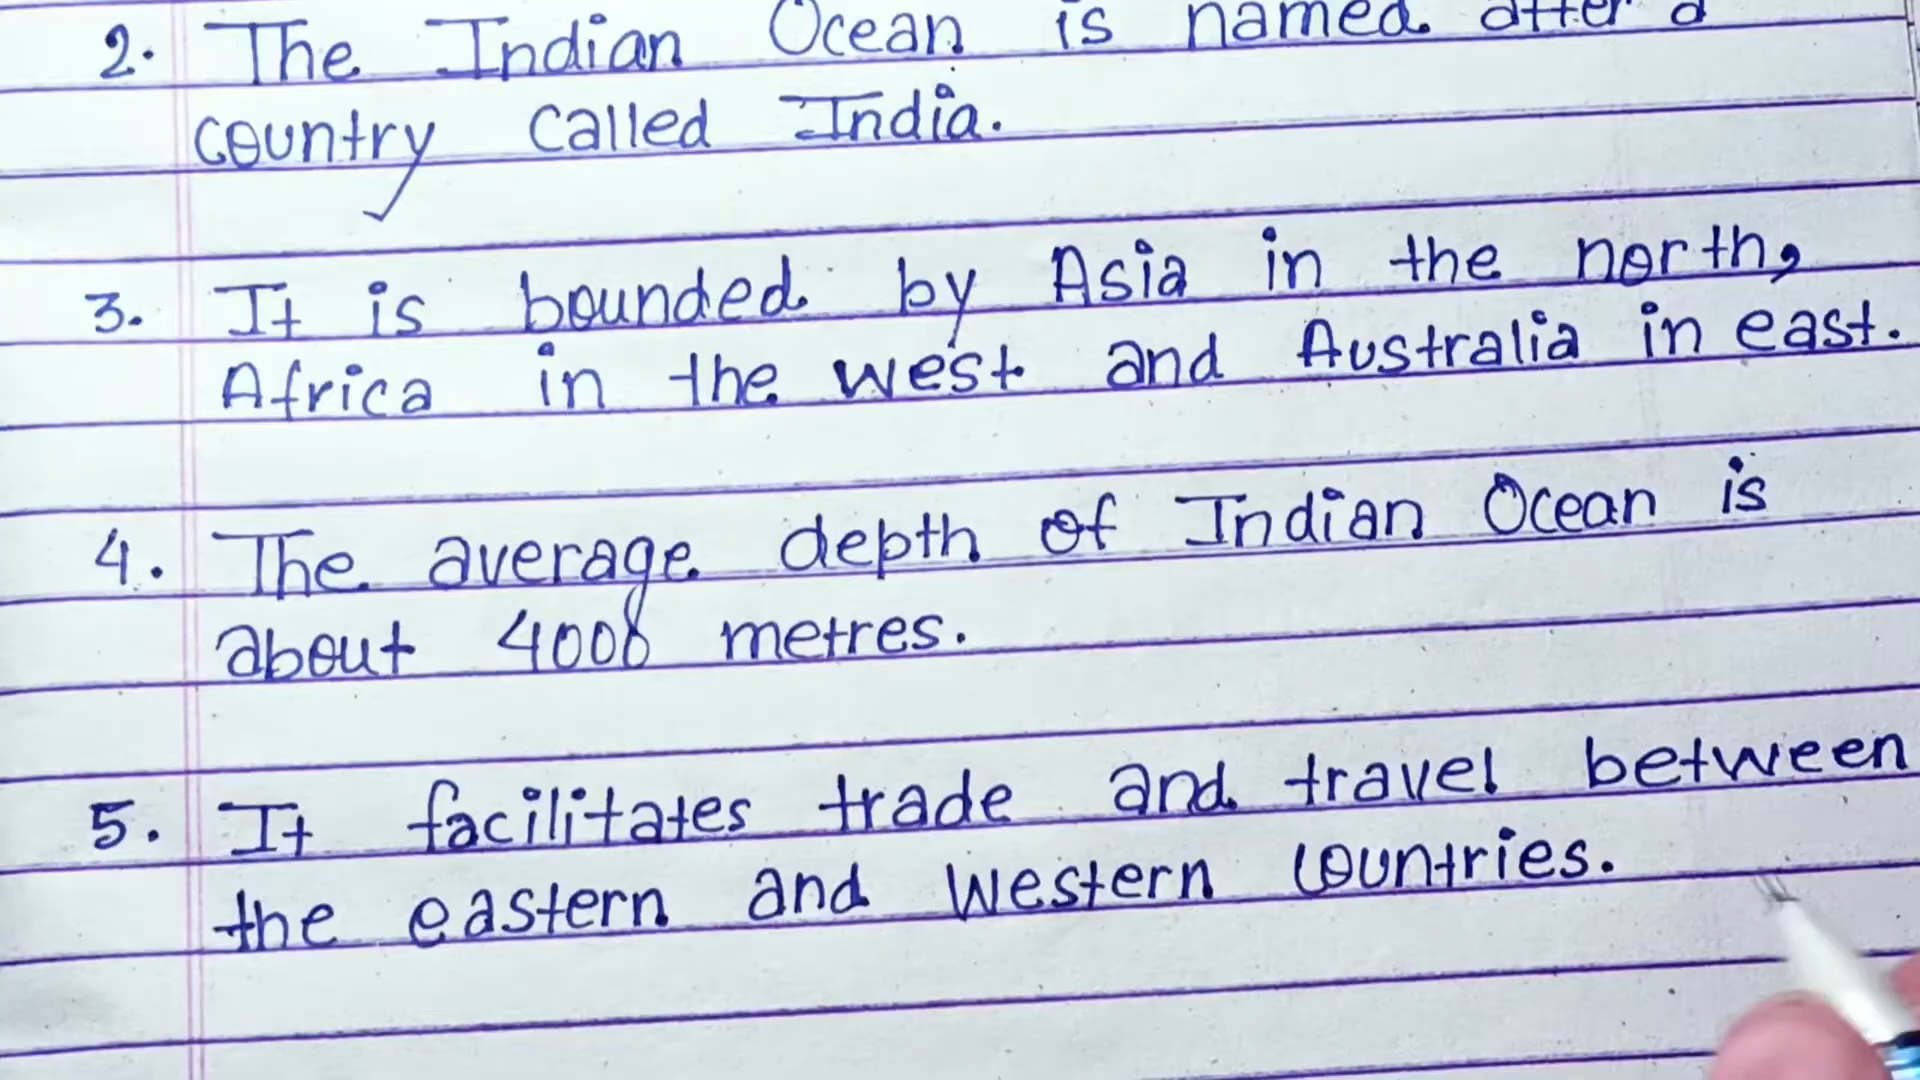 2. The Indian Ocean is named after a
country called India.
3. It is bounded by Asia in the north,
Africa in the west and Australia in east.
4. The average depth of Indian Ocean is
about 4000 metres.
5. It facilitates trade and travel between
the eastern and western countries.